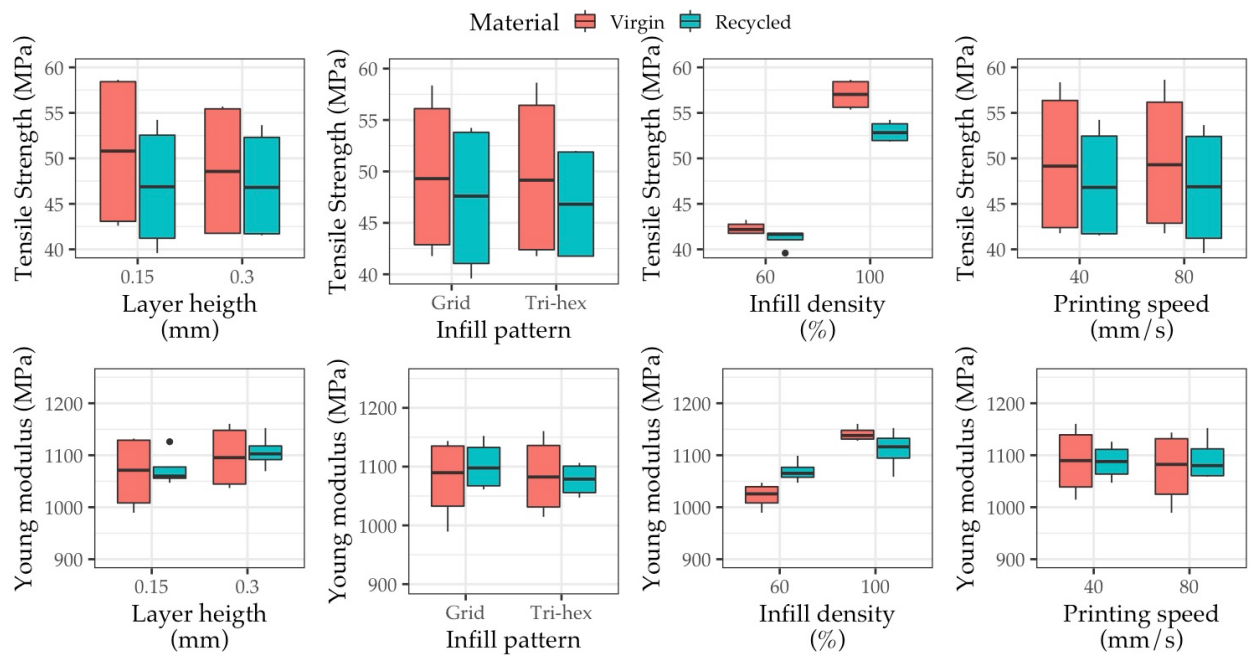 Material Virgin Recycled
Tensile Strength (MPa)
60
55
50
45
40
0.15 0.3
Layer heigth
(mm)
Tensile Strength (MPa)
60
55
50
45
40
Grid Tri-hex
Infill pattern
Tensile Strength (MPa)
60
55
50
45
40
60 100
Infill density
(%)
Tensile Strength (MPa)
60
55
50
45
40
40 80
Printing speed
(mm/s)
Young modulus (MPa)
1200
1100
1000
900
0.15 0.3
Layer heigth
(mm)
Young modulus (MPa)
1200
1100
1000
900
Grid Tri-hex
Infill pattern
Young modulus (MPa)
1200
1100
1000
900
60 100
Infill density
(%)
Young modulus (MPa)
1200
1100
1000
900
40 80
Printing speed
(mm/s)